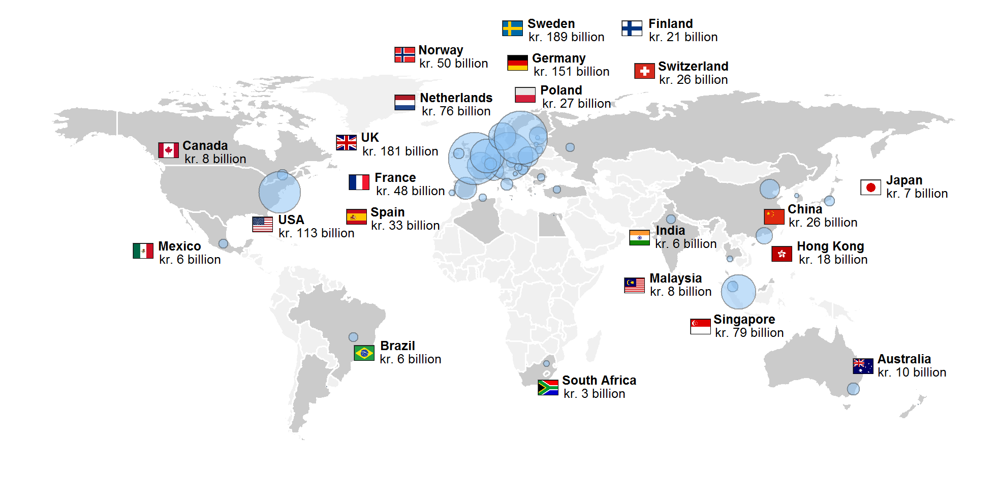 Sweden
kr. 189 billion
Finland
kr. 21 billion
Norway
kr. 50 billion
Germany
kr. 151 billion
Switzerland
kr. 26 billion
Netherlands
kr. 76 billion
Poland
kr. 27 billion
UK
kr. 181 billion
Canada
kr. 8 billion
France
kr. 48 billion
Japan
kr. 7 billion
Spain
kr. 33 billion
China
kr. 26 billion
USA
kr. 113 billion
India
kr. 6 billion
Mexico
kr. 6 billion
Hong Kong
kr. 18 billion
Malaysia
kr. 8 billion
Singapore
kr. 79 billion
Brazil
kr. 6 billion
Australia
kr. 10 billion
South Africa
kr. 3 billion